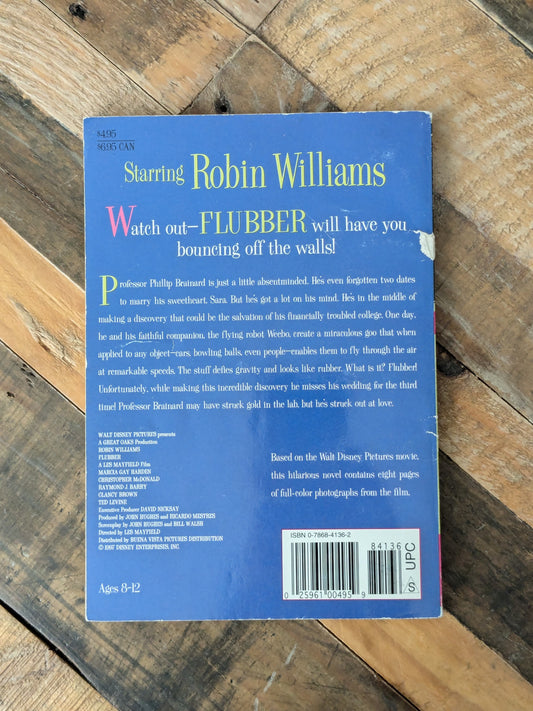 $4.95
$6.95 CAN
Starring Robin Williams
Watch out—FLUBBER will have you
bouncing off the walls!
Professor Phillip Brainard is just a little absentminded. He's even forgotten two dates
to marry his sweetheart, Sara. But he's got a lot on his mind. He's in the middle of
making a discovery that could be the salvation of his financially troubled college. One day,
he and his faithful companion, the flying robot Weebo, create a miraculous goo that when
applied to any object—cars, bowling balls, even people—enables them to fly through the air
at remarkable speeds. The stuff defies gravity and looks like rubber. What is it? Flubber!
Unfortunately, while making this incredible discovery he misses his wedding for the third
time! Professor Brainard may have struck gold in the lab, but he's struck out at love.
WALT DISNEY PICTURES presents
A GREAT OAKS Production
ROBIN WILLIAMS
FLUBBER
A LES MAYFIELD Film
MARCIA GAY HARDEN
CHRISTOPHER McDONALD
RAYMOND J. BARRY
CLANCY BROWN
TED LEVINE
Executive Producer DAVID NICKSAY
Produced by JOHN HUGHES and RICARDO MESTRES
Screenplay by JOHN HUGHES and BILL WALSH
Directed by LES MAYFIELD
Distributed by BUENA VISTA PICTURES DISTRIBUTION
© 1997 DISNEY ENTERPRISES, INC.
Based on the Walt Disney Pictures movie,
this hilarious novel contains eight pages
of full-color photographs from the film.
Ages 8-12
ISBN 0-7868-4136-2
84136
0 25961 00495 9
S
UPC